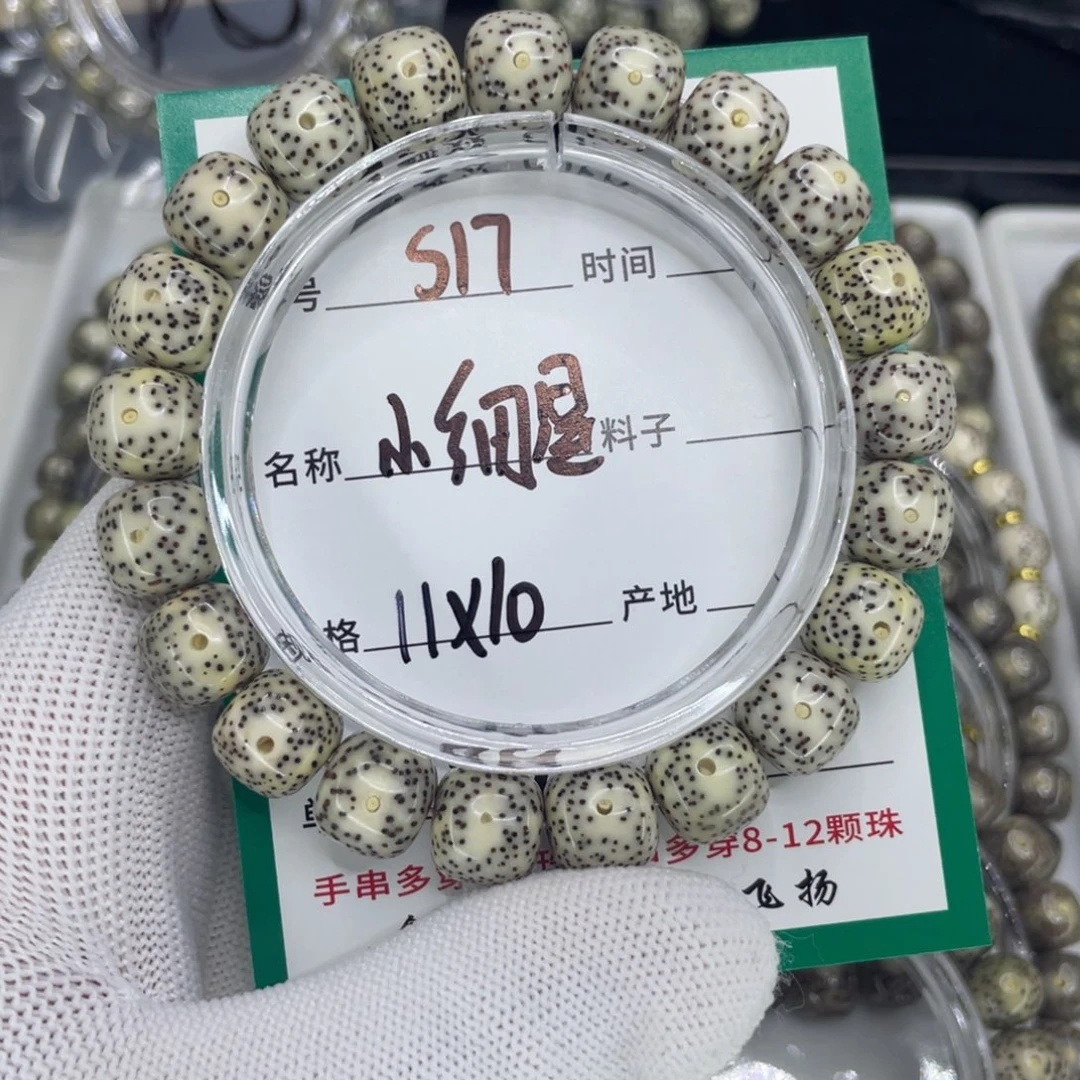 号 S17 时间
名称 小细星 料子
格 11X10 产地
手串多穿 多穿8-12颗珠
飞扬